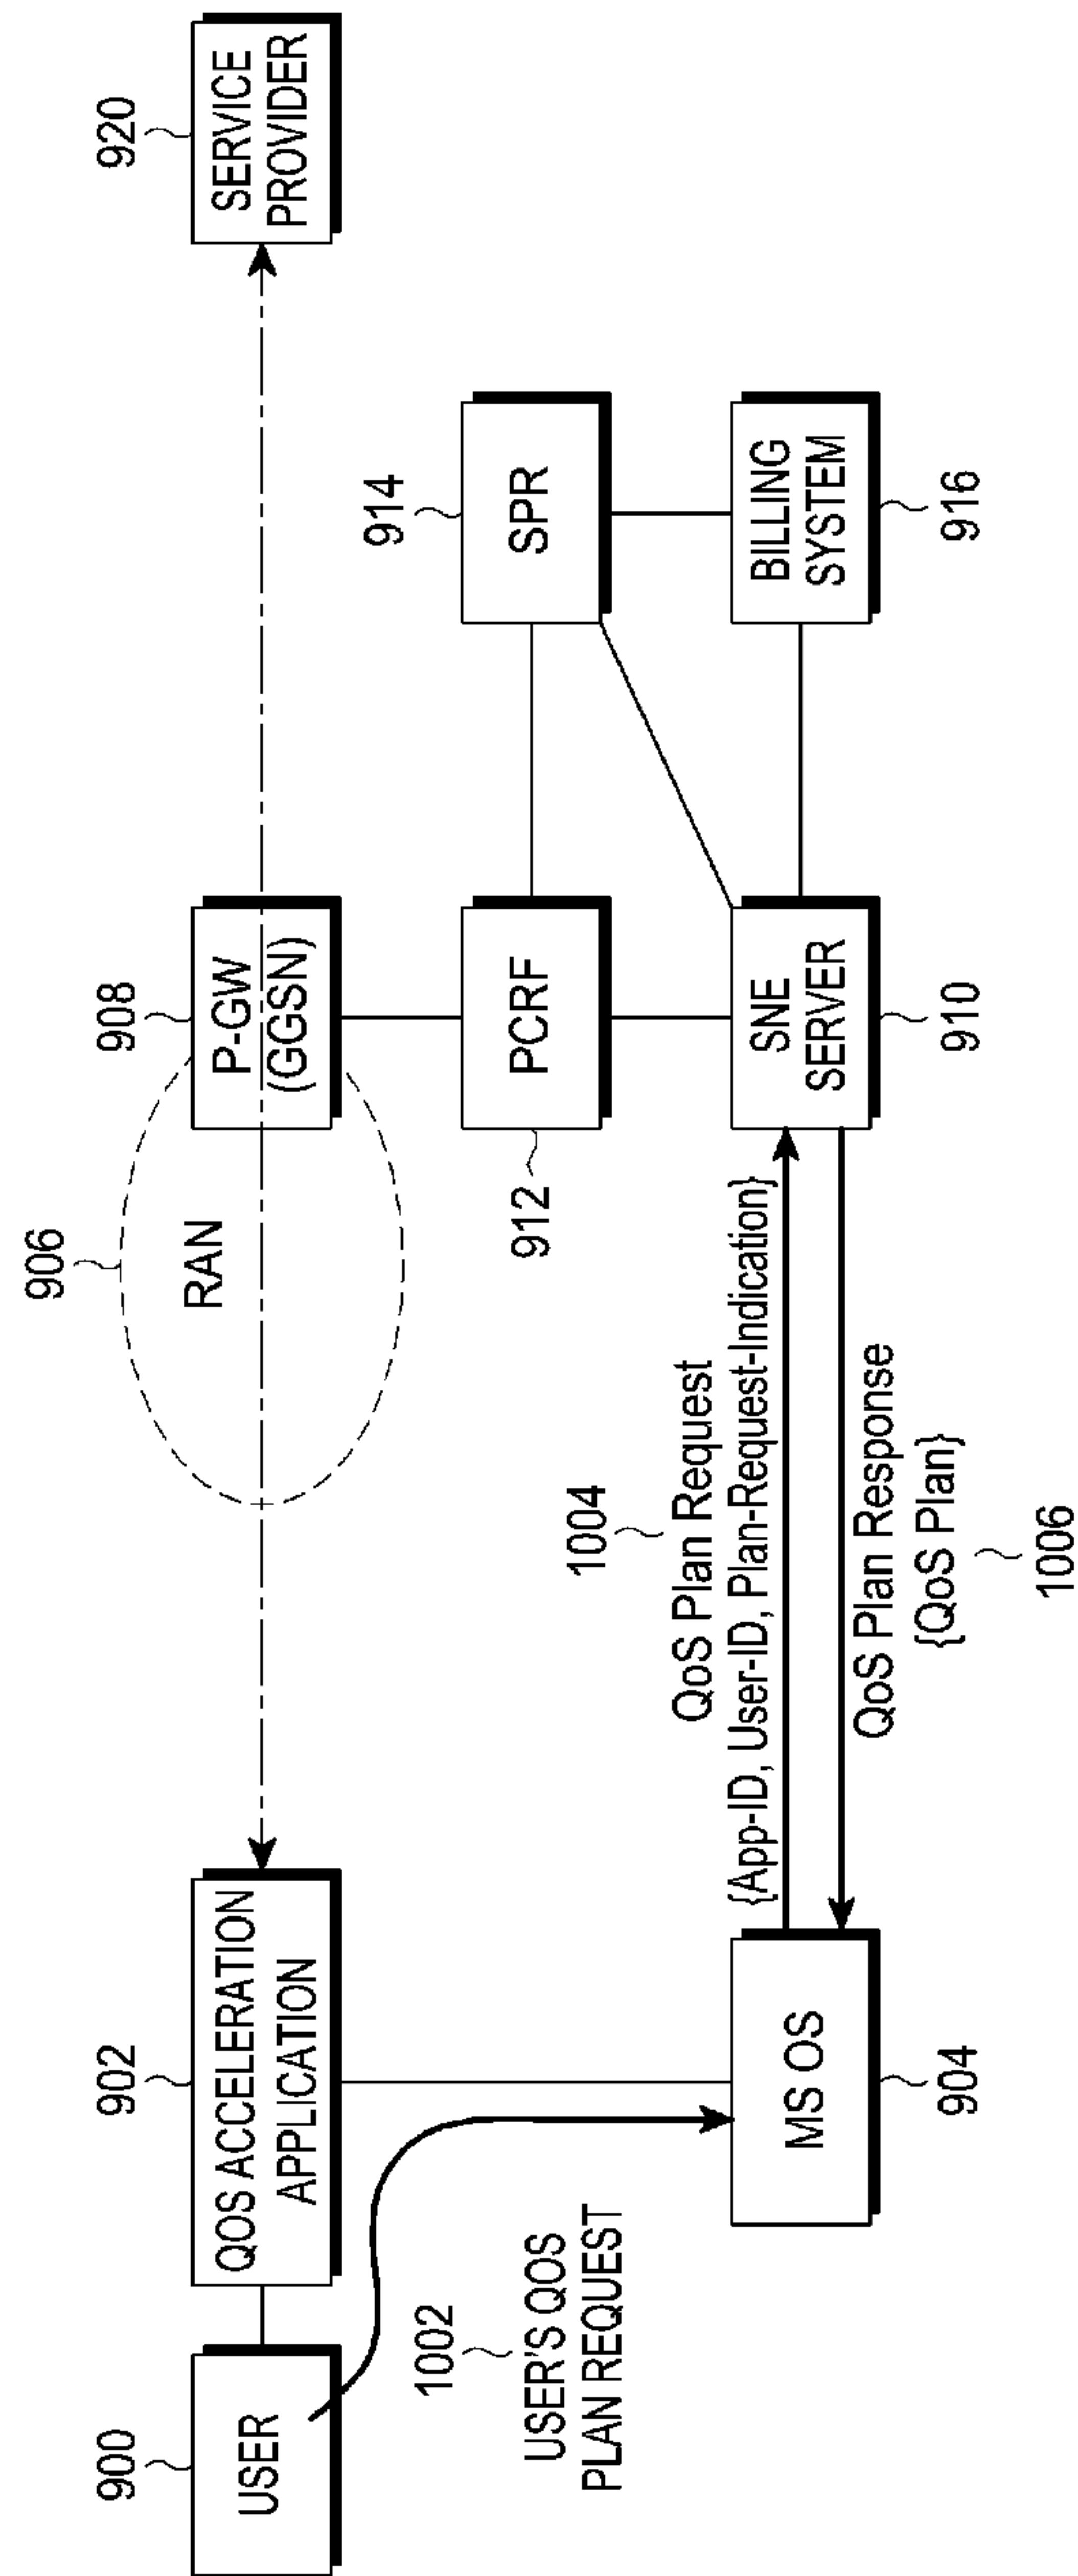 900
USER
902
QOS ACCELERATION
APPLICATION
906
RAN
908
P-GW
(GGSN)
920
SERVICE
PROVIDER
1002
USER'S QOS
PLAN REQUEST
MS OS
904
1004
QoS Plan Request
{App-ID, User-ID, Plan-Request-Indication}
QoS Plan Response
{QoS Plan}
1006
PCRF
912
SNE
SERVER
910
914
SPR
BILLING
SYSTEM
916